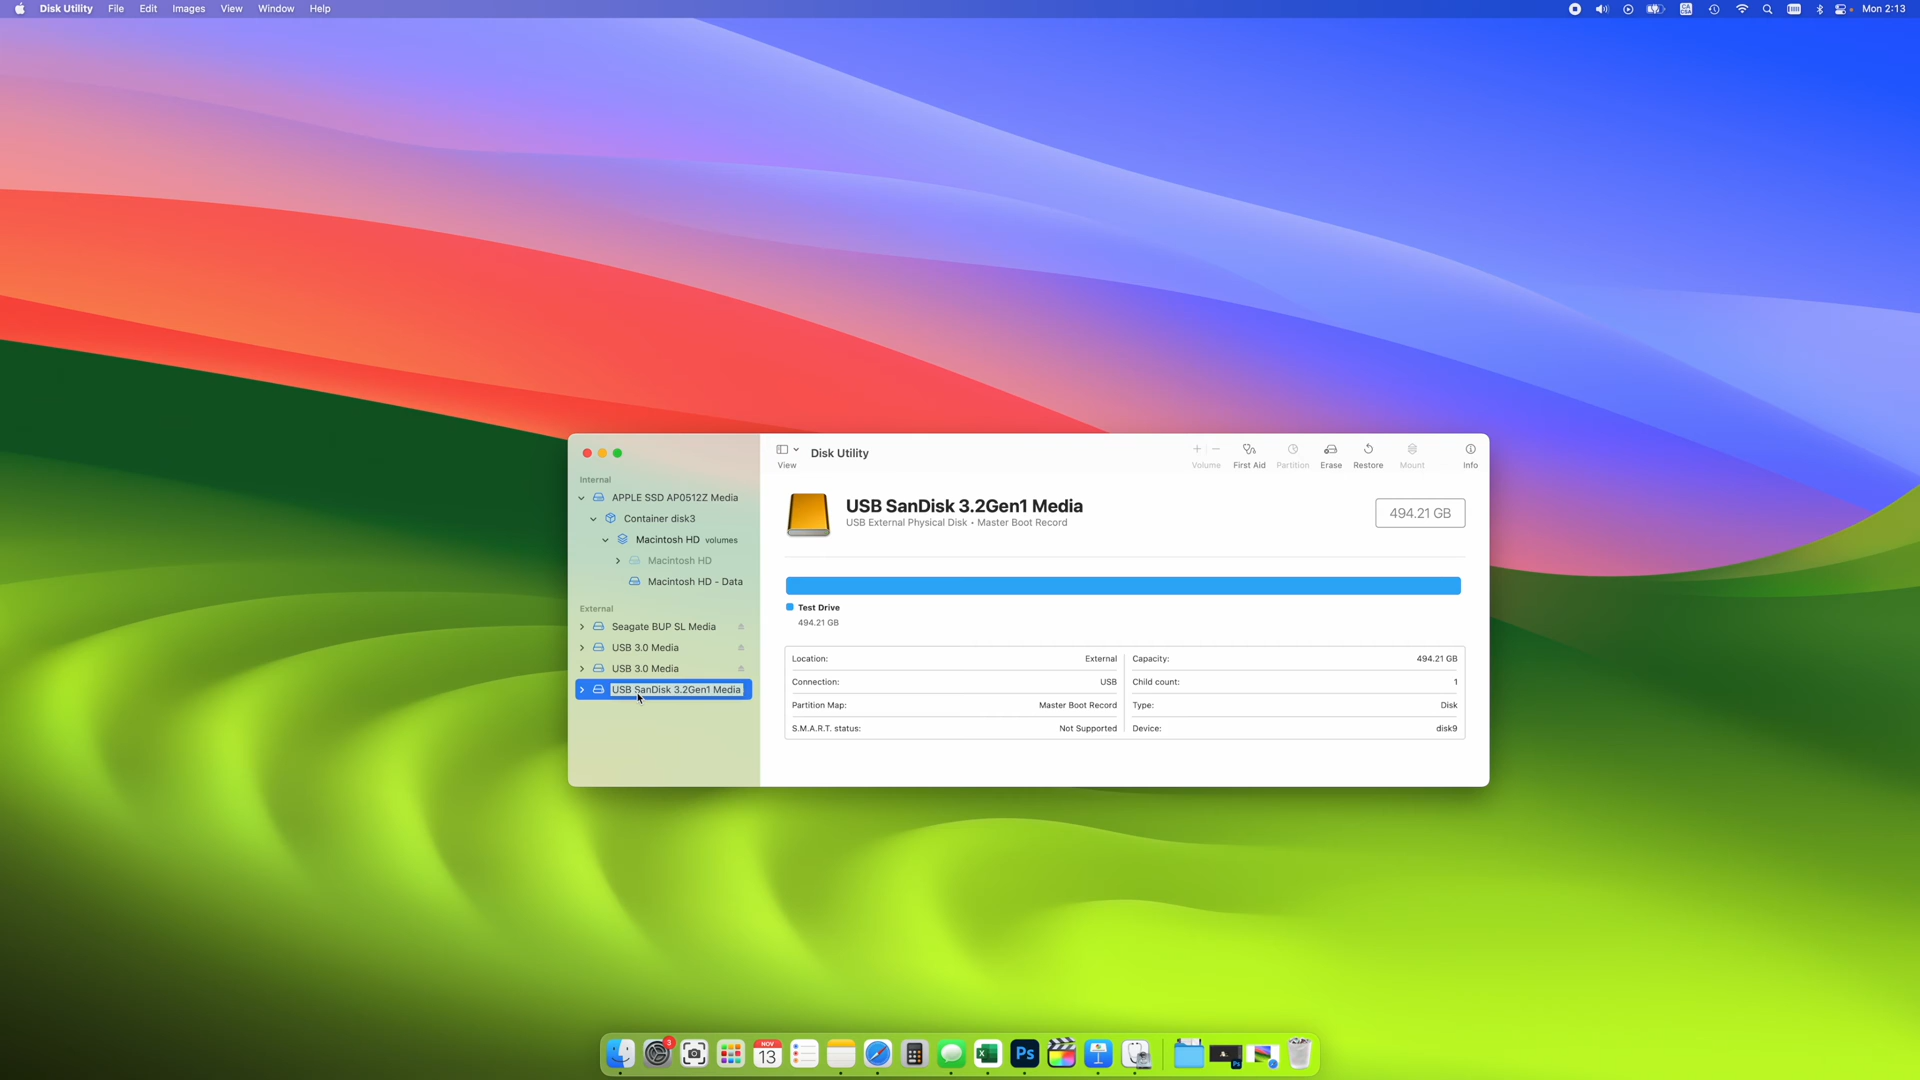 Disk Utility File Edit Images View Window Help
Mon 2:13
Disk Utility
View
Volume First Aid Partition Erase Restore Mount Info
Internal
APPLE SSD AP0512Z Media
Container disk3
Macintosh HD volumes
Macintosh HD
Macintosh HD - Data
External
Seagate BUP SL Media
USB 3.0 Media
USB 3.0 Media
USB SanDisk 3.2Gen1 Media
USB SanDisk 3.2Gen1 Media
USB External Physical Disk • Master Boot Record
494.21 GB
Test Drive
494.21 GB
Location: External
Capacity: 494.21 GB
Connection: USB
Child count: 1
Partition Map: Master Boot Record
Type: Disk
S.M.A.R.T. status: Not Supported
Device: disk9
3
NOV
13
Ps